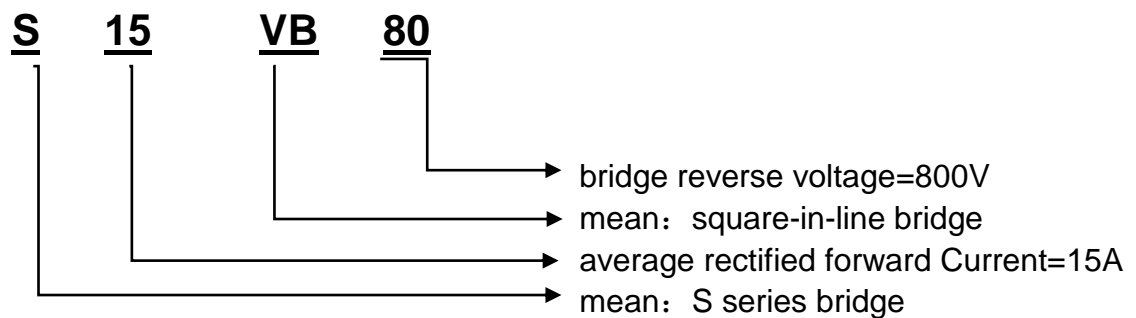 S 15 VB 80
bridge reverse voltage=800V
mean：square-in-line bridge
average rectified forward Current=15A
mean：S series bridge